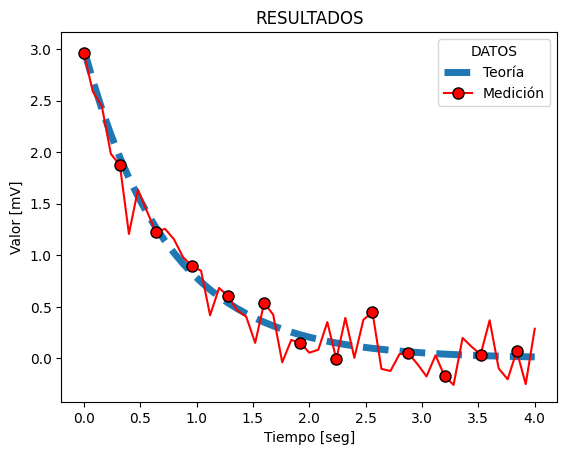 RESULTADOS
DATOS
Teoría
Medición
Valor [mV]
3.0
2.5
2.0
1.5
1.0
0.5
0.0
0.0 0.5 1.0 1.5 2.0 2.5 3.0 3.5 4.0
Tiempo [seg]